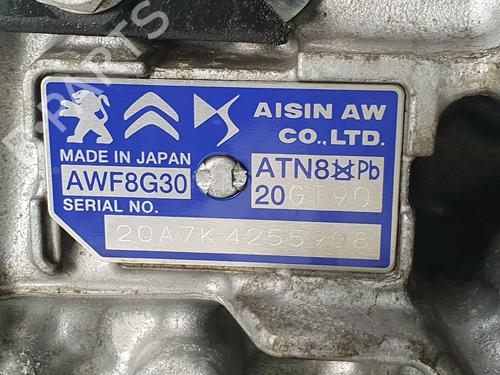 AISIN AW
CO.,LTD.
MADE IN JAPAN
AWF8G30
ATN8 Pb
20GT90
SERIAL NO.
20A7K4255908